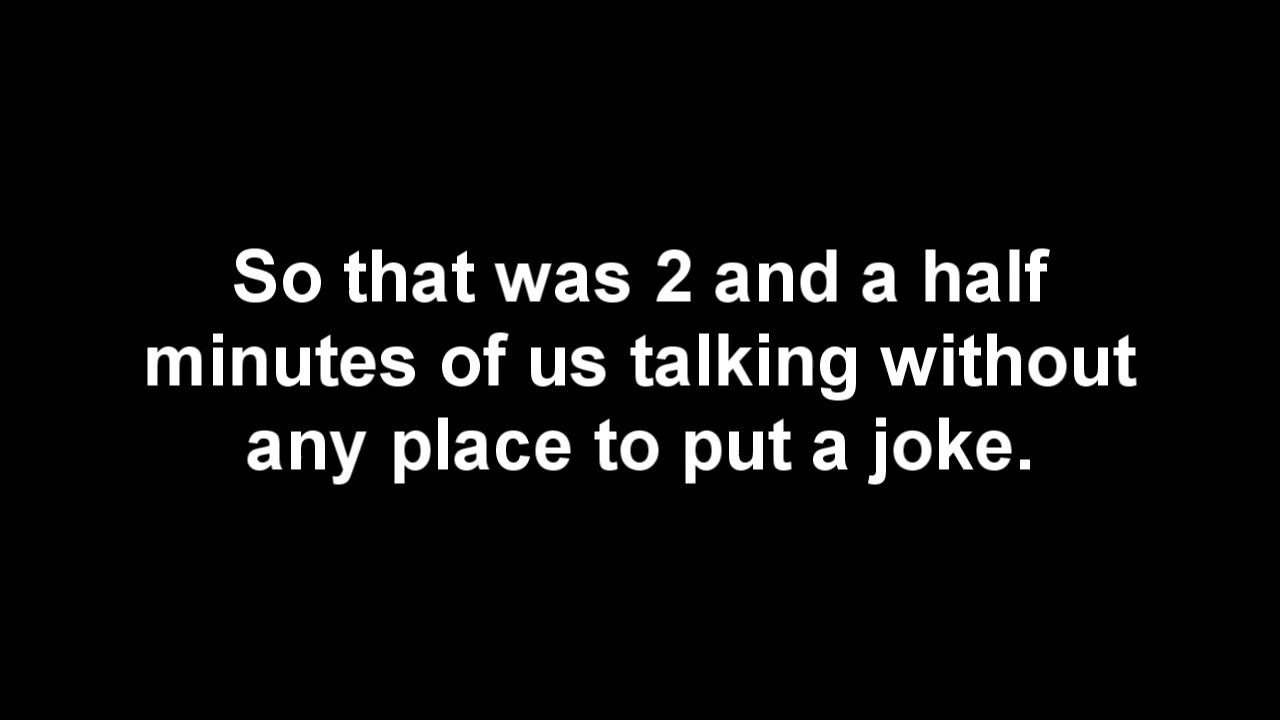 So that was 2 and a half
minutes of us talking without
any place to put a joke.